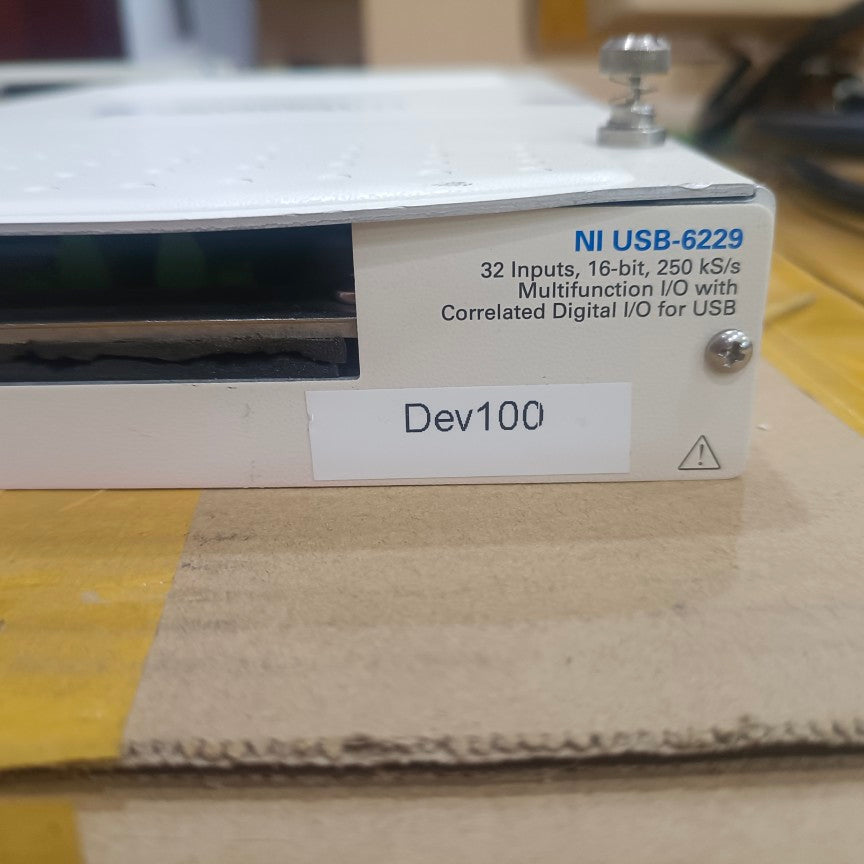 NI USB-6229
32 Inputs, 16-bit, 250 kS/s
Multifunction I/O with
Correlated Digital I/O for USB
Dev100